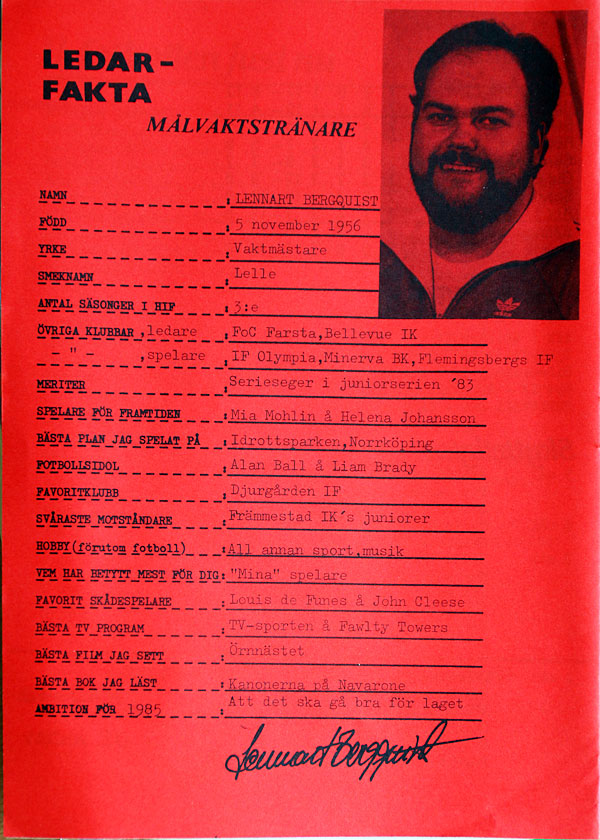 LEDAR-
FAKTA
MÅLVAKTSTRÄNARE
NAMN : LENNART BERGQUIST
FÖDD : 5 november 1956
YRKE : Vaktmästare
SMEKNAMN : Lelle
ANTAL SÄSONGER I HIF : 3:e
ÖVRIGA KLUBBAR ,ledare : FoC Farsta,Bellevue IK
- " - ,spelare : IF Olympia,Minerva BK,Flemingsbergs IF
MERITER : Serieseger i juniorserien ´83
SPELARE FÖR FRAMTIDEN : Mia Mohlin å Helena Johansson
BÄSTA PLAN JAG SPELAT PÅ : Idrottsparken,Norrköping
FOTBOLLSIDOL : Alan Ball å Liam Brady
FAVORITKLUBB : Djurgården IF
SVÅRASTE MOTSTÅNDARE : Främmestad IK´s juniorer
HOBBY(förutom fotboll) : All annan sport,musik
VEM HAR BETYTT MEST FÖR DIG: "Mina" spelare
FAVORIT SKÅDESPELARE : Louis de Funes å John Cleese
BÄSTA TV PROGRAM : TV-sporten å Fawlty Towers
BÄSTA FILM JAG SETT : Örnnästet
BÄSTA BOK JAG LÄST : Kanonerna på Navarone
AMBITION FÖR 1985 : Att det ska gå bra för laget
Lennart Bergquist
adidas